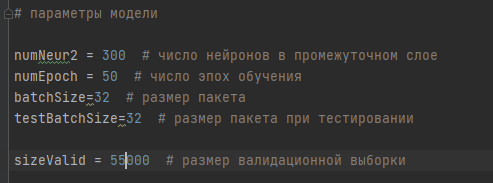 # параметры модели
numNeur2 = 300  # число нейронов в промежуточном слое
numEpoch = 50  # число эпох обучения
batchSize=32  # размер пакета
testBatchSize=32  # размер пакета при тестировании
sizeValid = 55000  # размер валидационной выборки